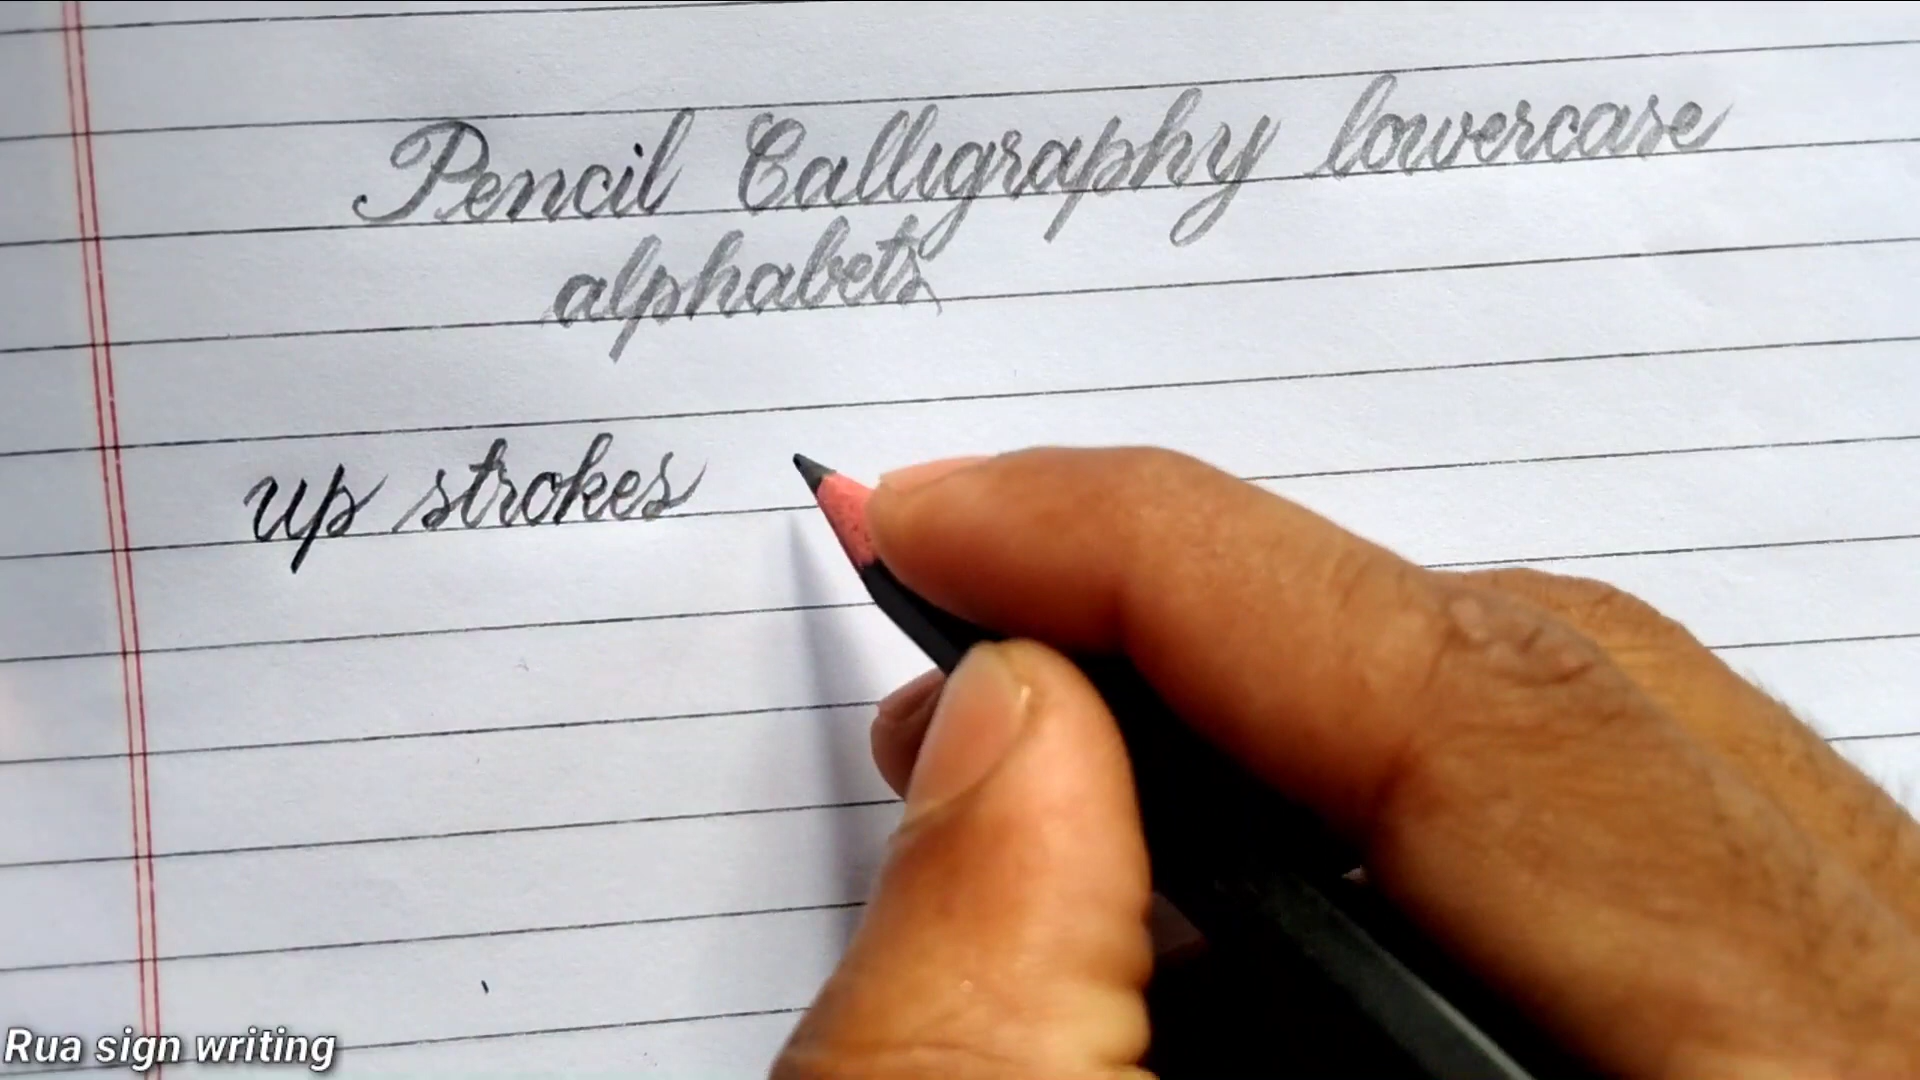 Pencil Calligraphy lowercase
alphabets
up strokes
Rua sign writing